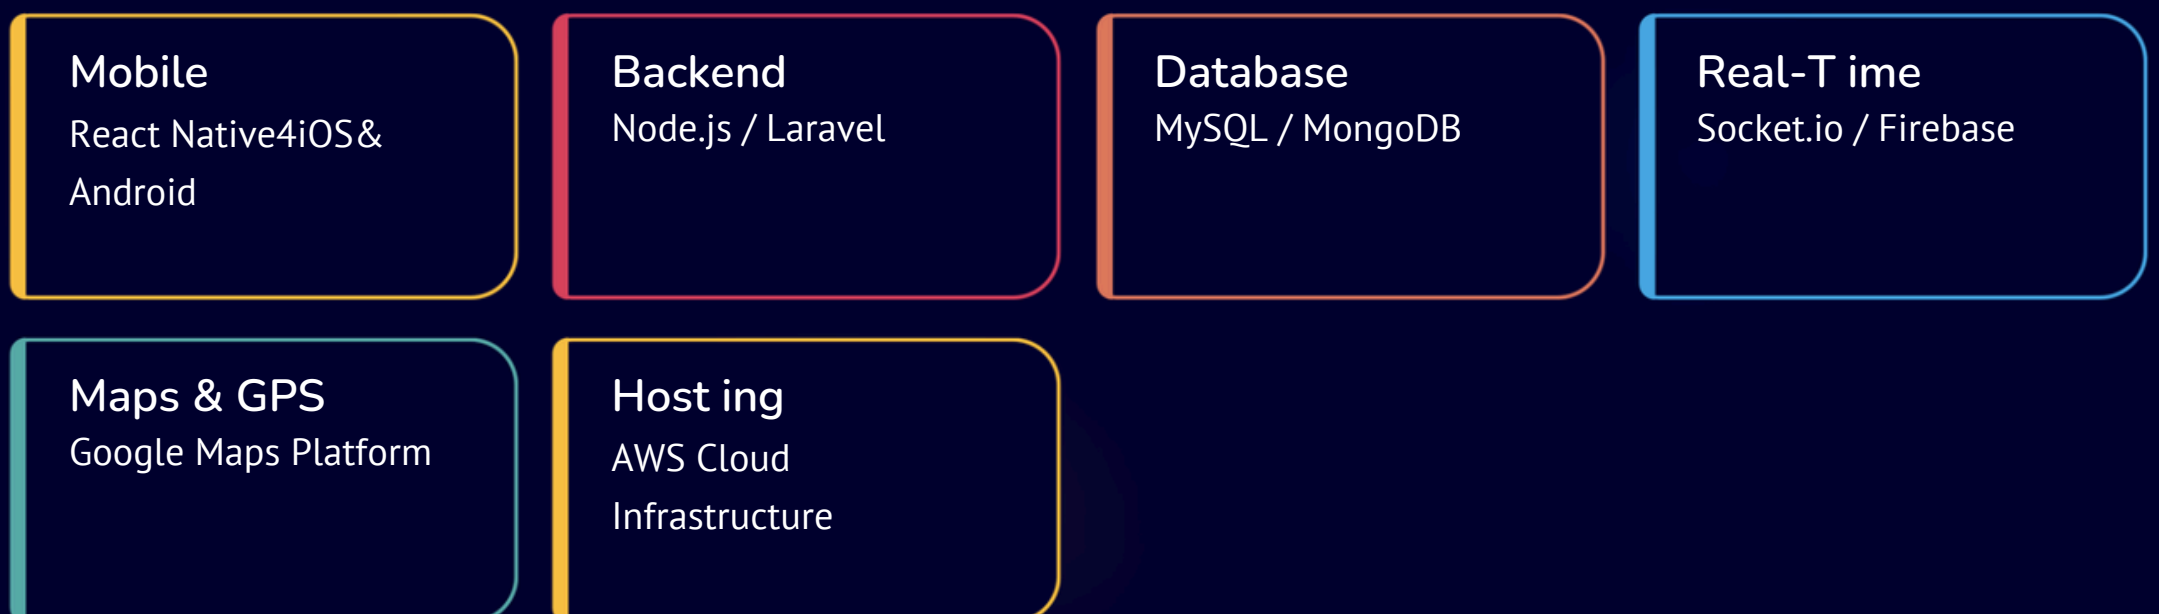 Mobile
React Native4iOS&
Android
Backend
Node.js / Laravel
Database
MySQL / MongoDB
Real-T ime
Socket.io / Firebase
Maps & GPS
Google Maps Platform
Host ing
AWS Cloud
Infrastructure